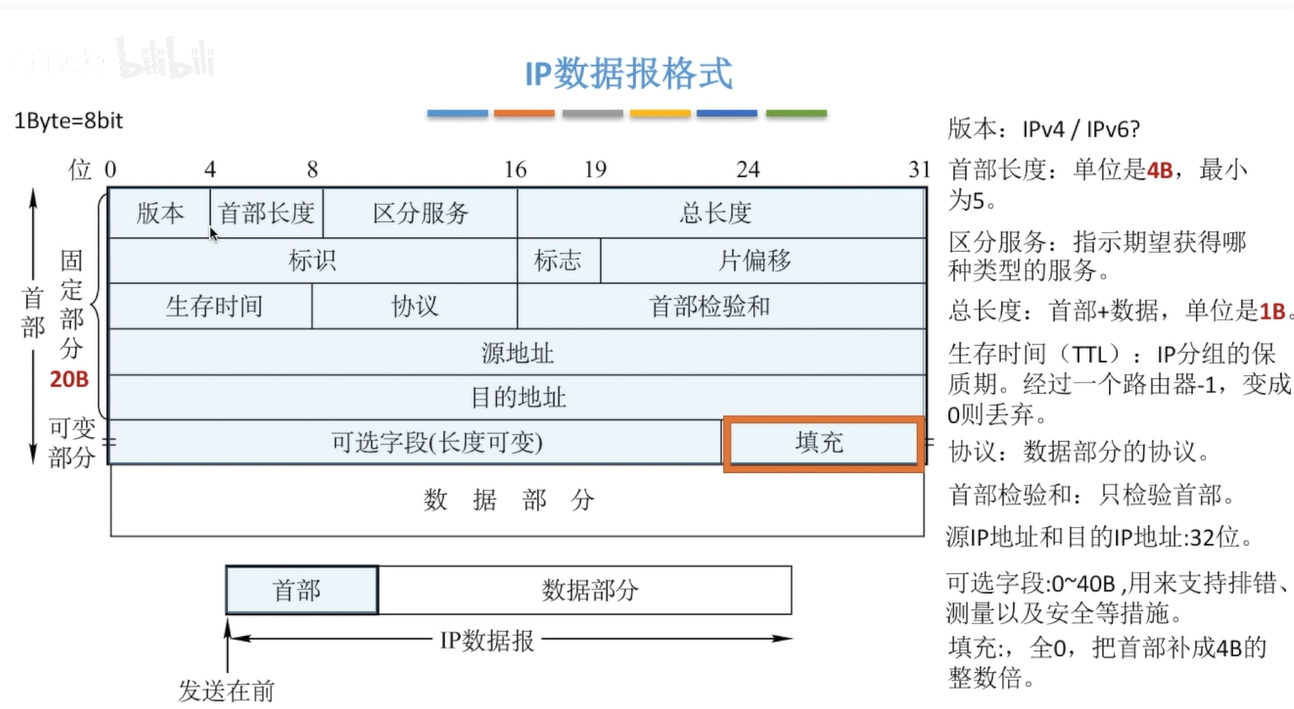 bilibili
IP数据报格式
1Byte=8bit
位 0 4 8 16 19 24 31
版本 首部长度 区分服务 总长度
标识 标志 片偏移
生存时间 协议 首部检验和
源地址
目的地址
可选字段(长度可变) 填充
数据部分
首部
固定部分
20B
可变
部分
首部 数据部分
IP数据报
发送在前
版本：IPv4 / IPv6?
首部长度：单位是4B，最小
为5。
区分服务：指示期望获得哪
种类型的服务。
总长度：首部+数据，单位是1B。
生存时间（TTL）：IP分组的保
质期。经过一个路由器-1，变成
0则丢弃。
协议：数据部分的协议。
首部检验和：只检验首部。
源IP地址和目的IP地址:32位。
可选字段:0~40B ,用来支持排错、
测量以及安全等措施。
填充:，全0，把首部补成4B的
整数倍。